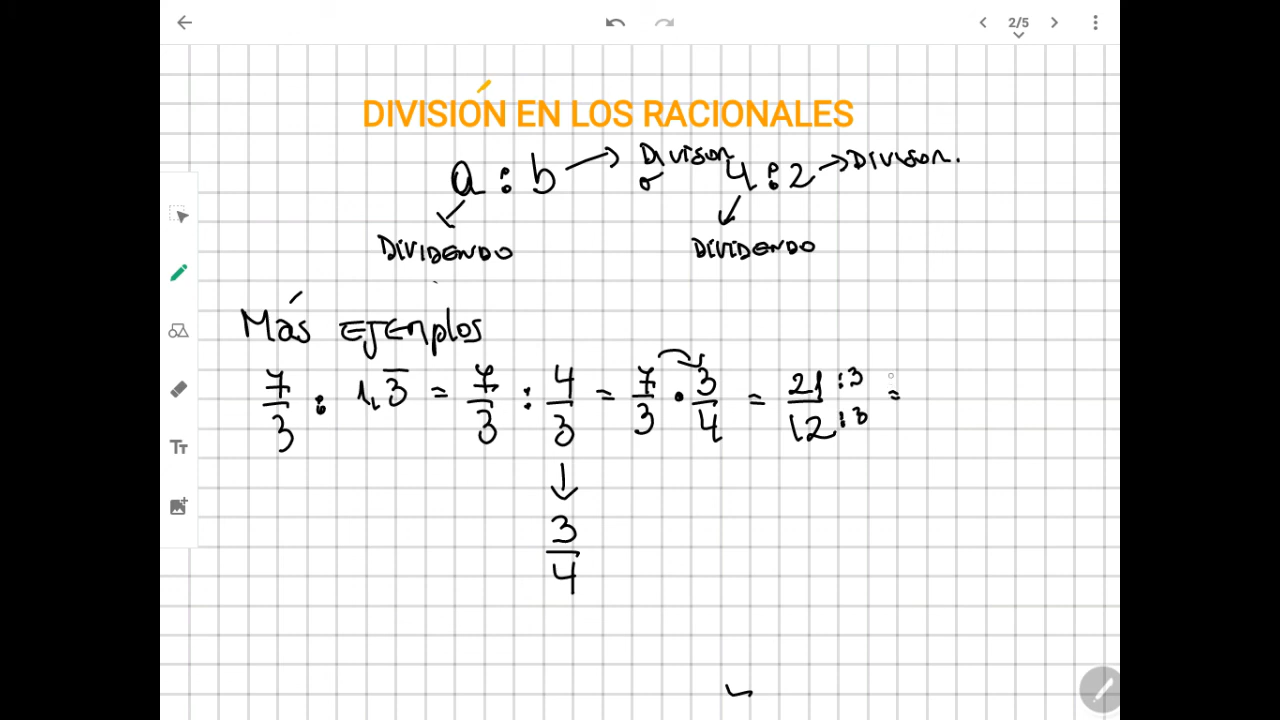 2/5
DIVISIÓN EN LOS RACIONALES
a : b → Divisor 4 : 2 → Divisor.
DIVIDENDO DIVIDENDO
Más EJEmplos
7/3 : 1,3̅ = 7/3 : 4/3 = 7/3 • 3/4 = 21:3/12:3 =
↓
3/4
Tт